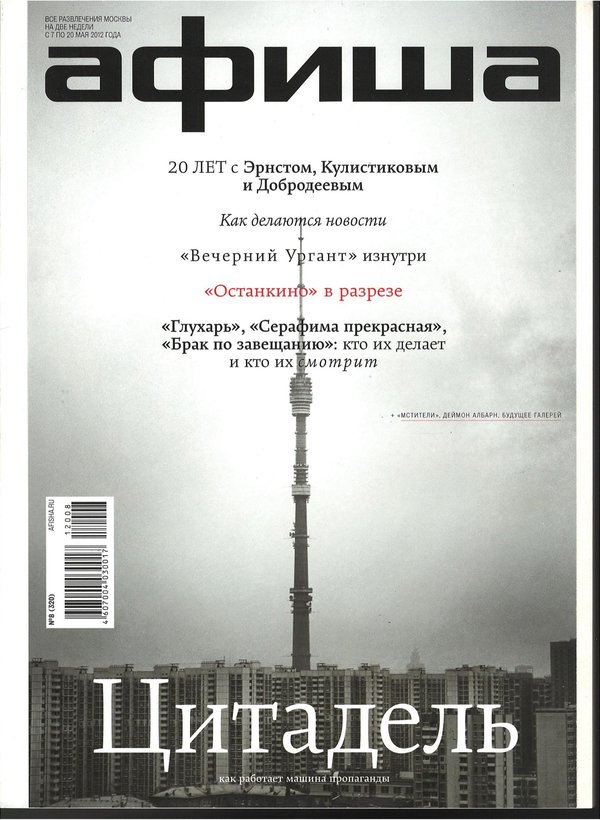 ВСЕ РАЗВЛЕЧЕНИЯ МОСКВЫ
НА ДВЕ НЕДЕЛИ
С 7 ПО 20 МАЯ 2012 ГОДА
афиша
20 ЛЕТ с Эрнстом, Кулистиковым
и Добродеевым
Как делаются новости
«Вечерний Ургант» изнутри
«Останкино» в разрезе
«Глухарь», «Серафима прекрасная»,
«Брак по завещанию»: кто их делает
и кто их смотрит
+ «МСТИТЕЛИ», ДЕЙМОН АЛБАРН, БУДУЩЕЕ ГАЛЕРЕЙ
AFISHA.RU
12008
4607004030017
№8 (320)
Цитадель
как работает машина пропаганды